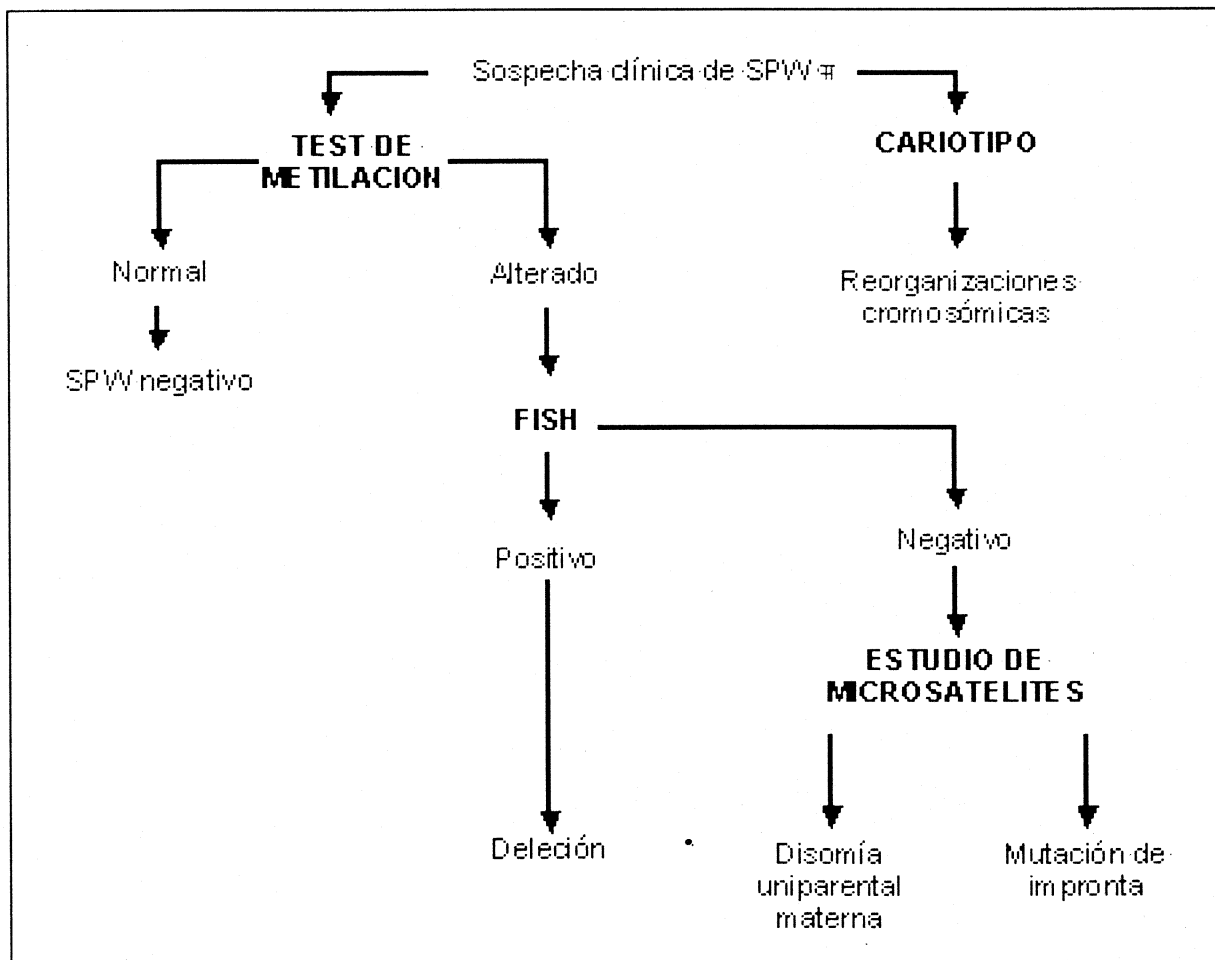 Sospecha clínica de SPW
TEST DE
METILACION
CARIOTIPO
Normal
Alterado
Reorganizaciones
cromosómicas
SPW negativo
FISH
Positivo
Negativo
ESTUDIO DE
MICROSATELITES
Deleción
Disomía
uniparental
materna
Mutación de
impronta